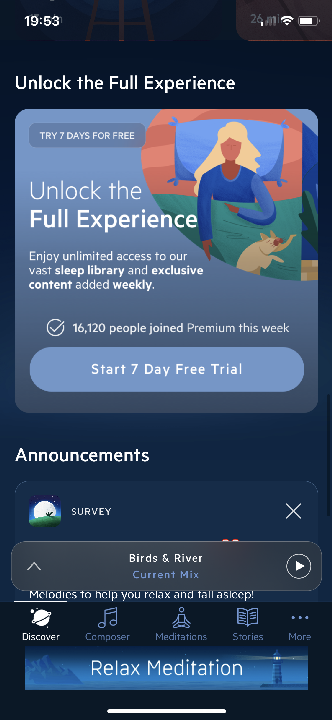 19:53
Unlock the Full Experience
TRY 7 DAYS FOR FREE
Unlock the
Full Experience
Enjoy unlimited access to our
vast sleep library and exclusive
content added weekly.
16,120 people joined Premium this week
Start 7 Day Free Trial
Announcements
SURVEY
Birds & River
Current Mix
Melodies to help you relax and fall asleep!
Discover
Composer
Meditations
Stories
More
Relax Meditation